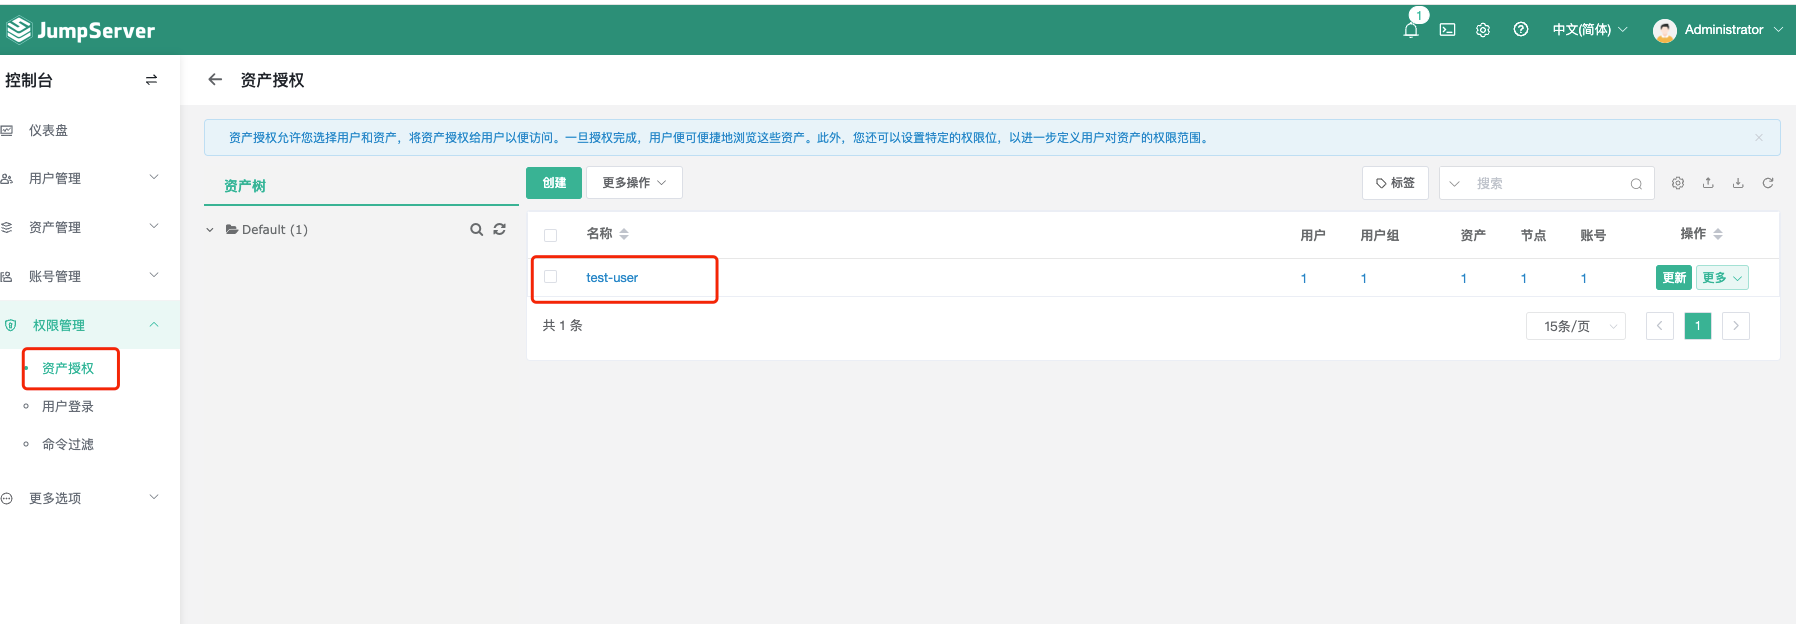 JumpServer
1
中文(简体)
Administrator
控制台
资产授权
仪表盘
用户管理
资产管理
账号管理
权限管理
资产授权
用户登录
命令过滤
更多选项
资产授权允许您选择用户和资产，将资产授权给用户以便访问。一旦授权完成，用户便可便捷地浏览这些资产。此外，您还可以设置特定的权限位，以进一步定义用户对资产的权限范围。
资产树
Default (1)
创建 更多操作 标签 搜索
名称 用户 用户组 资产 节点 账号 操作
test-user 1 1 1 1 1 更新 更多
共 1 条 15条/页 1